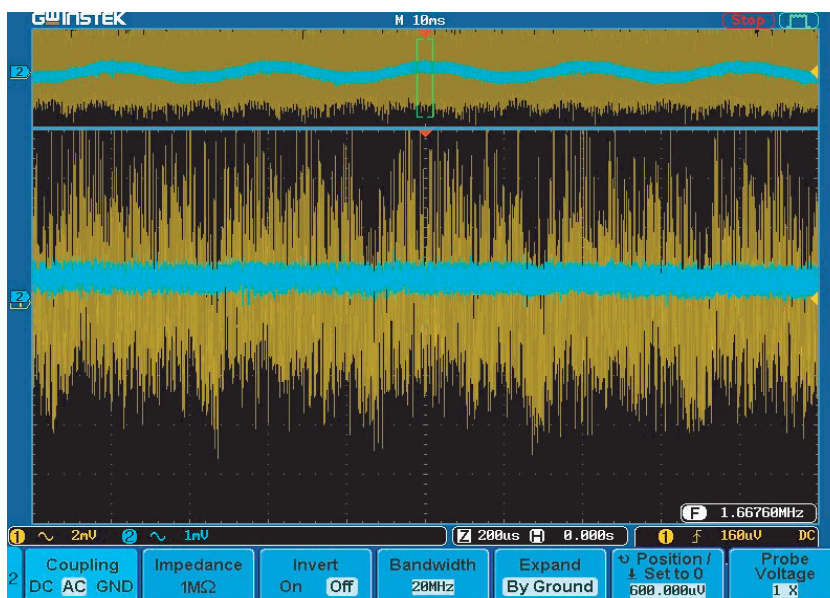 GWINSTEK M 10ms Stop
2
2
1
F 1.66760MHz
1 2mV 2 1mV Z 200us H 0.000s 1 160uV DC
2
Coupling Impedance Invert Bandwidth Expand Position / Probe
Set to 0 Voltage
DC AC GND 1MΩ On Off 20MHz By Ground 600.000uV 1 X